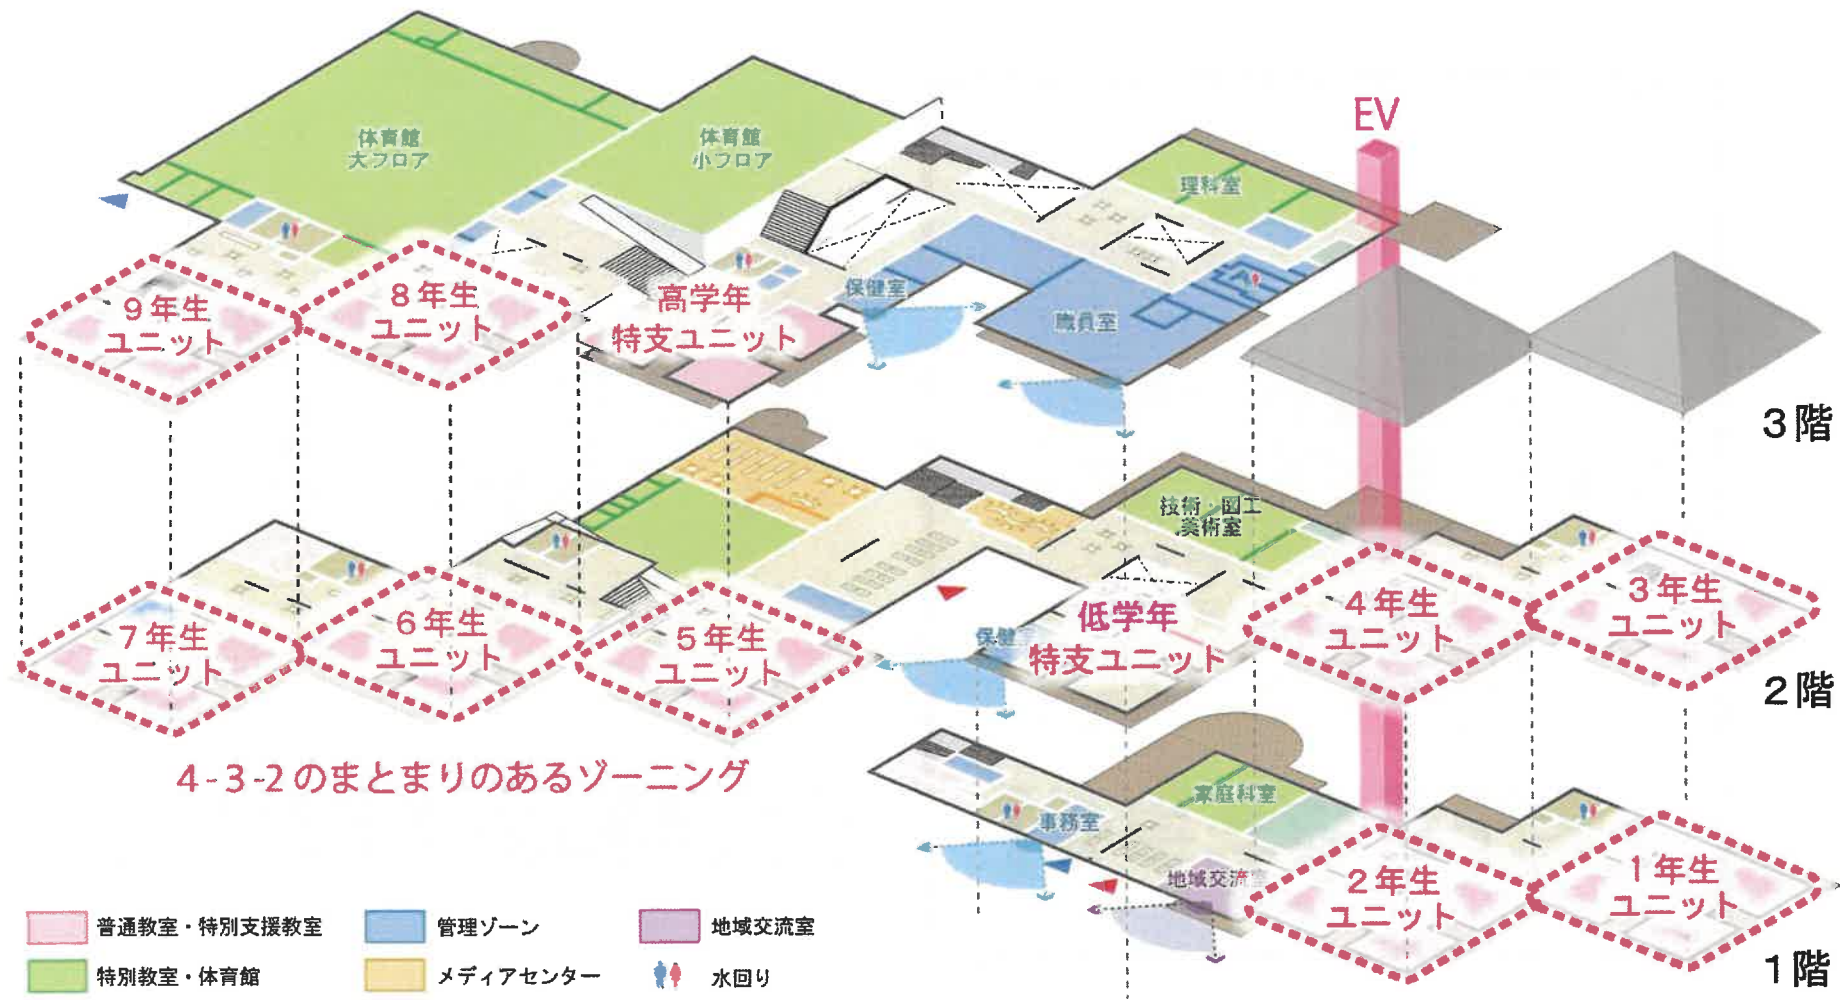 EV
体育館
大フロア
体育館
小フロア
理科室
9年生
ユニット
8年生
ユニット
高学年
特支ユニット
保健室
職員室
3階
技術・図工
美術室
7年生
ユニット
6年生
ユニット
5年生
ユニット
保健
低学年
特支ユニット
4年生
ユニット
3年生
ユニット
2階
4-3-2のまとまりのあるゾーニング
家庭科室
事務室
地域交流室
2年生
ユニット
1年生
ユニット
1階
普通教室・特別支援教室
管理ゾーン
地域交流室
特別教室・体育館
メディアセンター
水回り